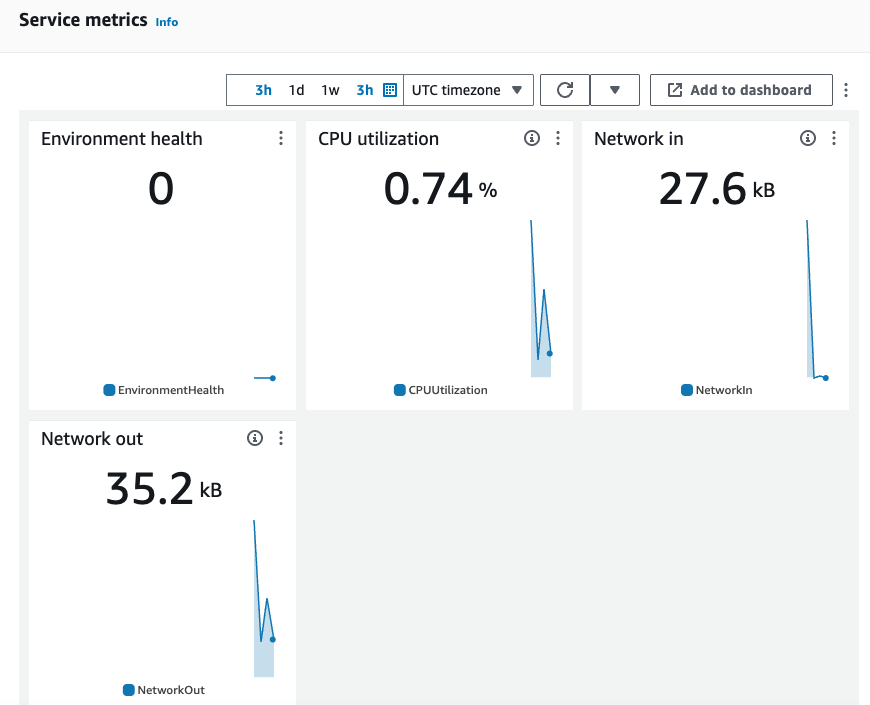 Service metrics Info
3h 1d 1w 3h UTC timezone Add to dashboard
Environment health
0
EnvironmentHealth
CPU utilization
0.74 %
CPUUtilization
Network in
27.6 kB
NetworkIn
Network out
35.2 kB
NetworkOut